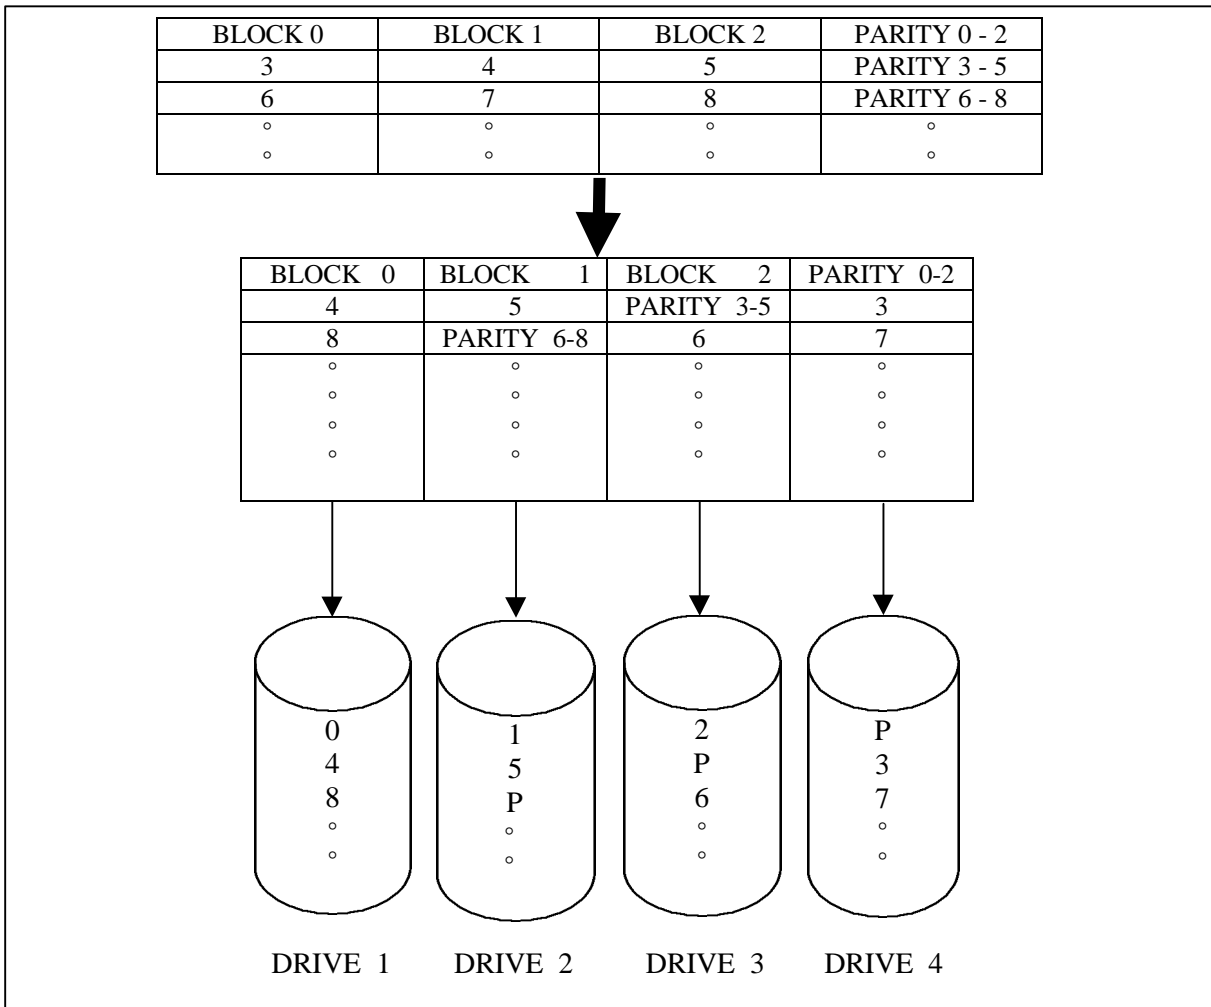 BLOCK 0 BLOCK 1 BLOCK 2 PARITY 0 - 2
3 4 5 PARITY 3 - 5
6 7 8 PARITY 6 - 8
BLOCK 0 BLOCK 1 BLOCK 2 PARITY 0-2
4 5 PARITY 3-5 3
8 PARITY 6-8 6 7
0 1 2 P
4 5 P 3
8 P 6 7
DRIVE 1 DRIVE 2 DRIVE 3 DRIVE 4